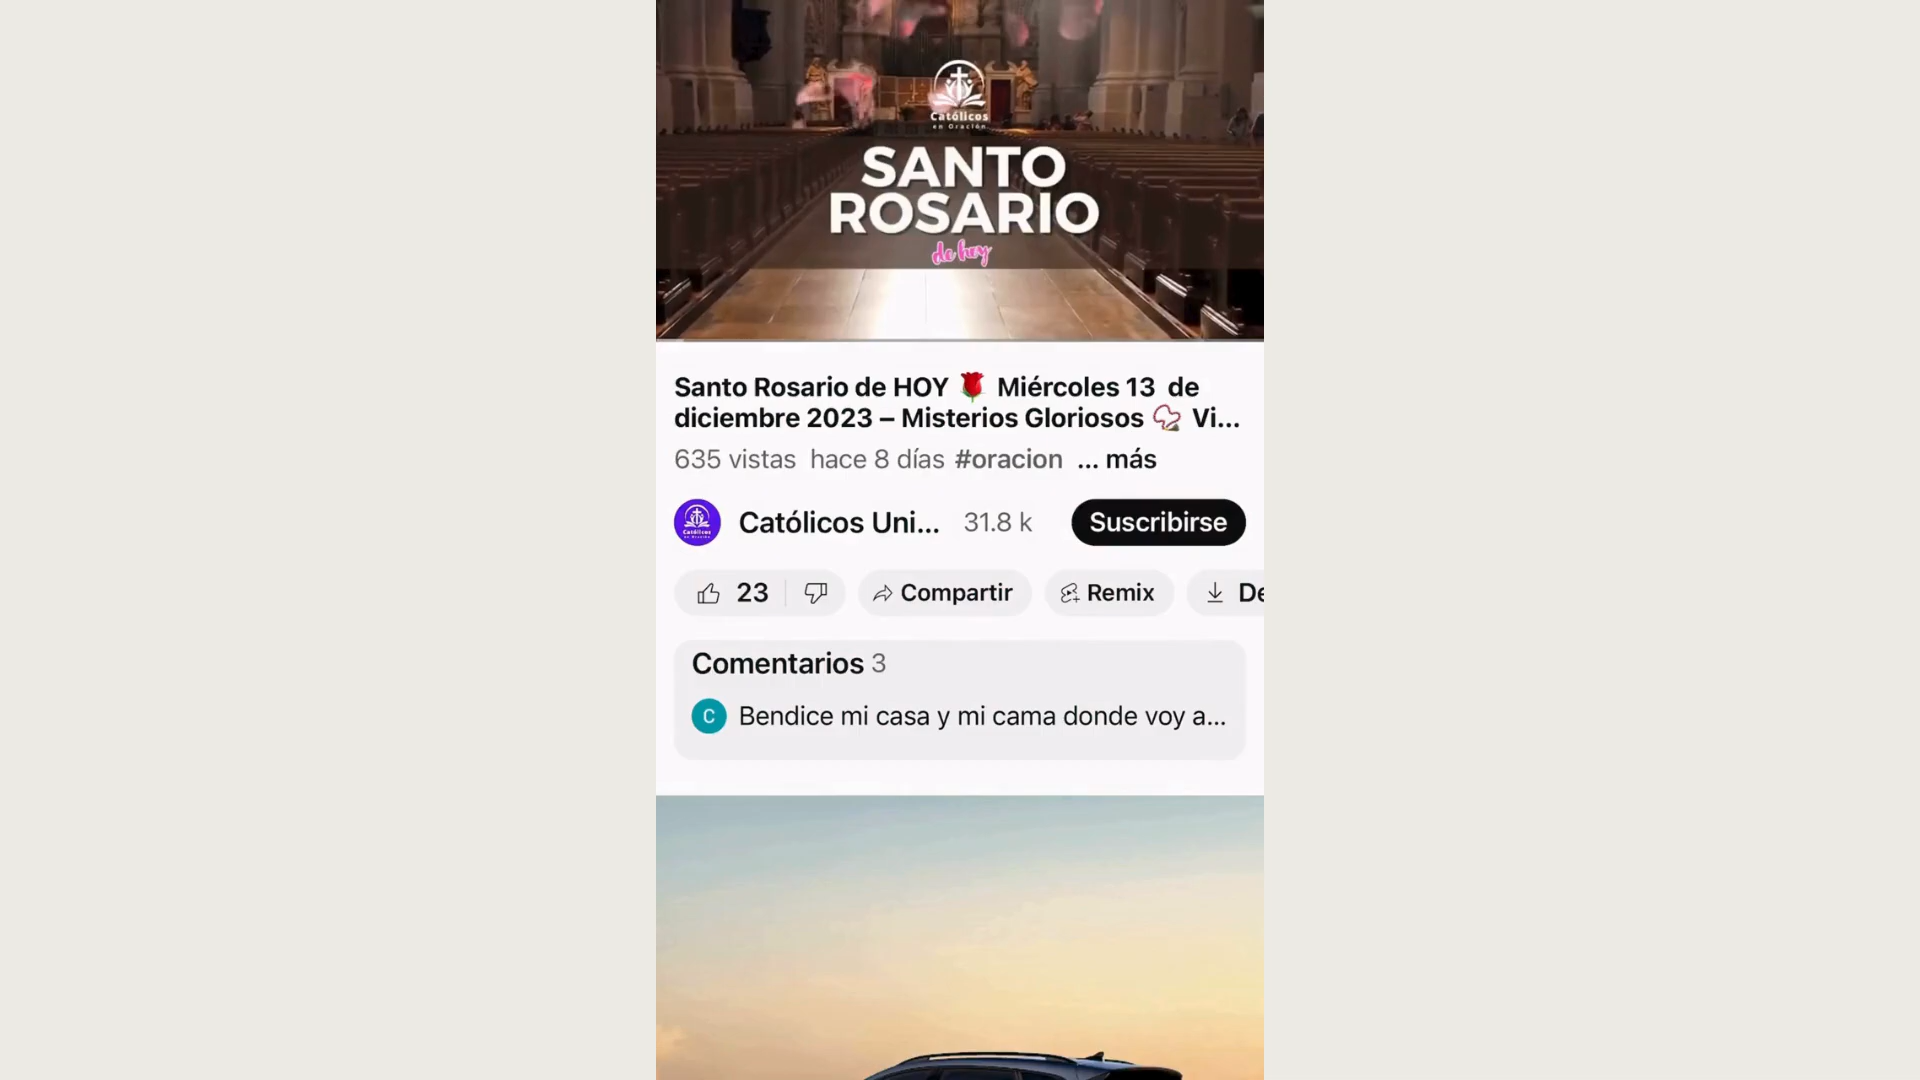 Católicos
en Oración
SANTO
ROSARIO
de hoy
Santo Rosario de HOY 🌹 Miércoles 13 de
diciembre 2023 – Misterios Gloriosos 📿 Vi...
635 vistas hace 8 días #oracion ... más
Católicos Uni... 31.8 k Suscribirse
23 Compartir Remix De
Comentarios 3
C Bendice mi casa y mi cama donde voy a...